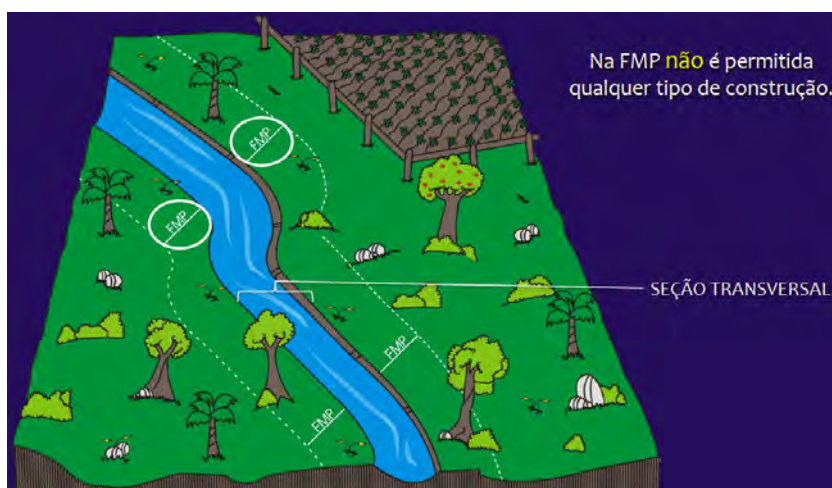 Na FMP não é permitida
qualquer tipo de construção.
FMP
FMP
SEÇÃO TRANSVERSAL
FMP
FMP